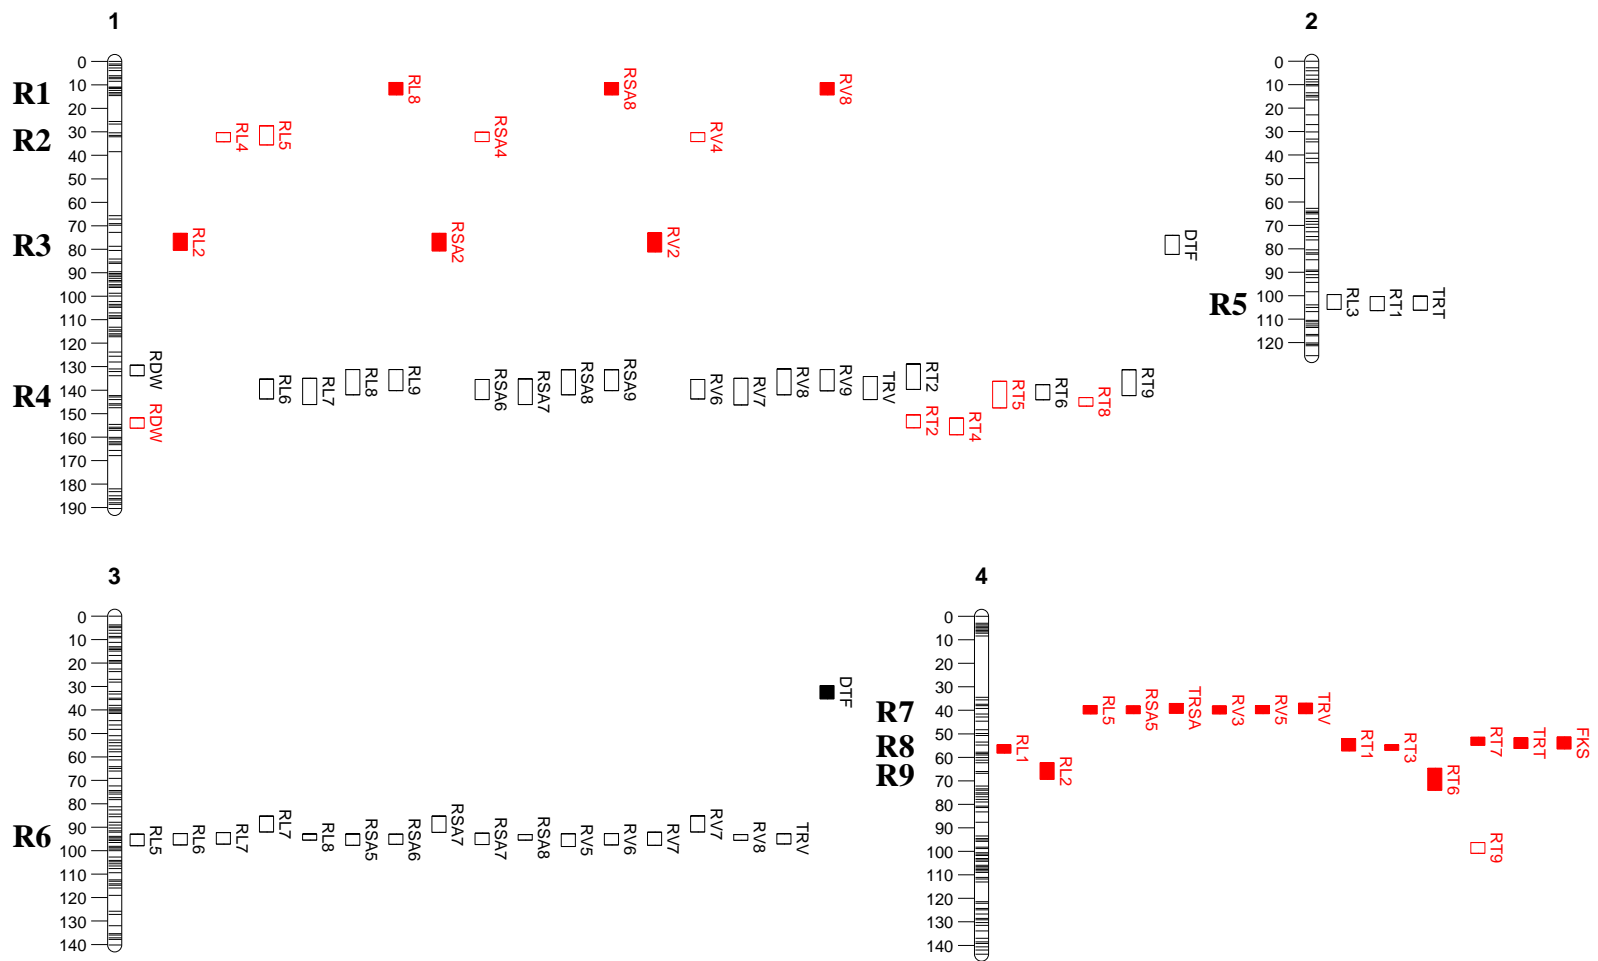 1
2
0
10
20
30
40
50
60
70
80
90
100
110
120
130
140
150
160
170
180
190
R1
R2
R3
R4
RL8
RSA8
RV8
RL4
RL5
RSA4
RV4
RL2
RSA2
RV2
DTF
RDW
RL6
RL7
RL8
RL9
RSA6
RSA7
RSA8
RSA9
RV6
RV7
RV8
RV9
TRV
RT2
RT5
RT6
RT8
RT9
RDW
RT2
RT4
0
10
20
30
40
50
60
70
80
90
100
110
120
R5
RL3
RT1
TRT
3
4
0
10
20
30
40
50
60
70
80
90
100
110
120
130
140
R6
DTF
RL5
RL6
RL7
RL7
RL8
RSA5
RSA6
RSA7
RSA7
RSA8
RV5
RV6
RV7
RV7
RV8
TRV
0
10
20
30
40
50
60
70
80
90
100
110
120
130
140
R7
R8
R9
RL5
RSA5
TRSA
RV3
RV5
TRV
RL1
RL2
RT1
RT3
RT6
RT7
TRT
FKS
RT9